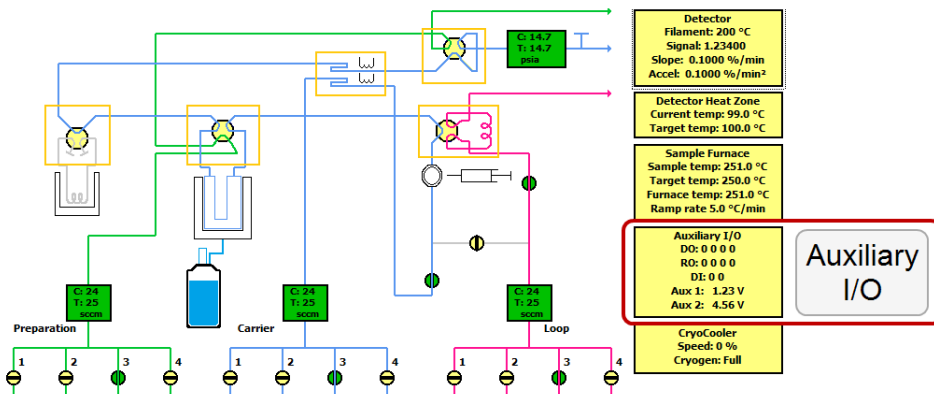 C: 14.7
T: 14.7
psia
Detector
Filament: 200 °C
Signal: 1.23400
Slope: 0.1000 %/min
Accel: 0.1000 %/min²
Detector Heat Zone
Current temp: 99.0 °C
Target temp: 100.0 °C
Sample Furnace
Sample temp: 251.0 °C
Target temp: 250.0 °C
Furnace temp: 251.0 °C
Ramp rate 5.0 °C/min
Auxiliary I/O
DO: 0 0 0 0
RO: 0 0 0 0
DI: 0 0
Aux 1: 1.23 V
Aux 2: 4.56 V
Auxiliary
I/O
CryoCooler
Speed: 0 %
Cryogen: Full
C: 24
T: 25
sccm
Preparation
1 2 3 4
C: 24
T: 25
sccm
Carrier
1 2 3 4
C: 24
T: 25
sccm
Loop
1 2 3 4